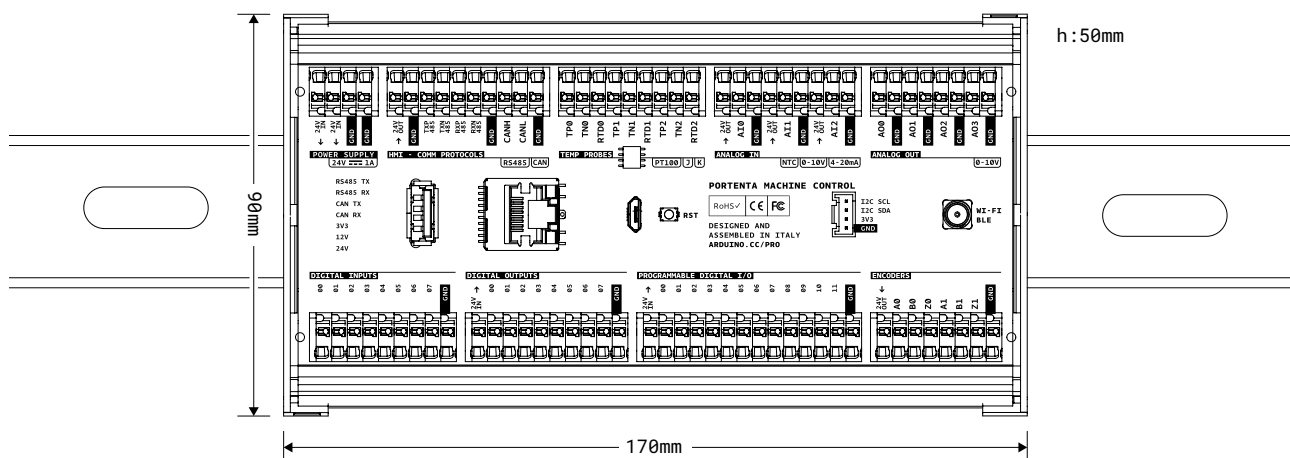 h:50mm
90mm
24V IN
24V IN
GND
GND
24V OUT
GND
TXP 485
TXN 485
RXP 485
RXN 485
GND
CANH
CANL
GND
TP0
TN0
RTD0
TP1
TN1
RTD1
TP2
TN2
RTD2
24V OUT
AI0
GND
24V OUT
AI1
GND
24V OUT
AI2
GND
AO0
GND
AO1
GND
AO2
GND
AO3
GND
POWER SUPPLY
HMI - COMM PROTOCOLS
TEMP PROBES
ANALOG IN
ANALOG OUT
24V 1A
RS485 CAN
PT100 J K
NTC 0-10V 4-20mA
0-10V
RS485 TX
RS485 RX
CAN TX
CAN RX
3V3
12V
24V
RST
PORTENTA MACHINE CONTROL
RoHS✓ CE FC
DESIGNED AND
ASSEMBLED IN ITALY
ARDUINO.CC/PRO
I2C SCL
I2C SDA
3V3
GND
WI-FI
BLE
DIGITAL INPUTS
DIGITAL OUTPUTS
PROGRAMMABLE DIGITAL I/O
ENCODERS
00 01 02 03 04 05 06 07 GND
24V IN 00 01 02 03 04 05 06 07 GND
24V IN 00 01 02 03 04 05 06 07 08 09 10 11 GND
24V OUT A0 B0 Z0 A1 B1 Z1 GND
170mm